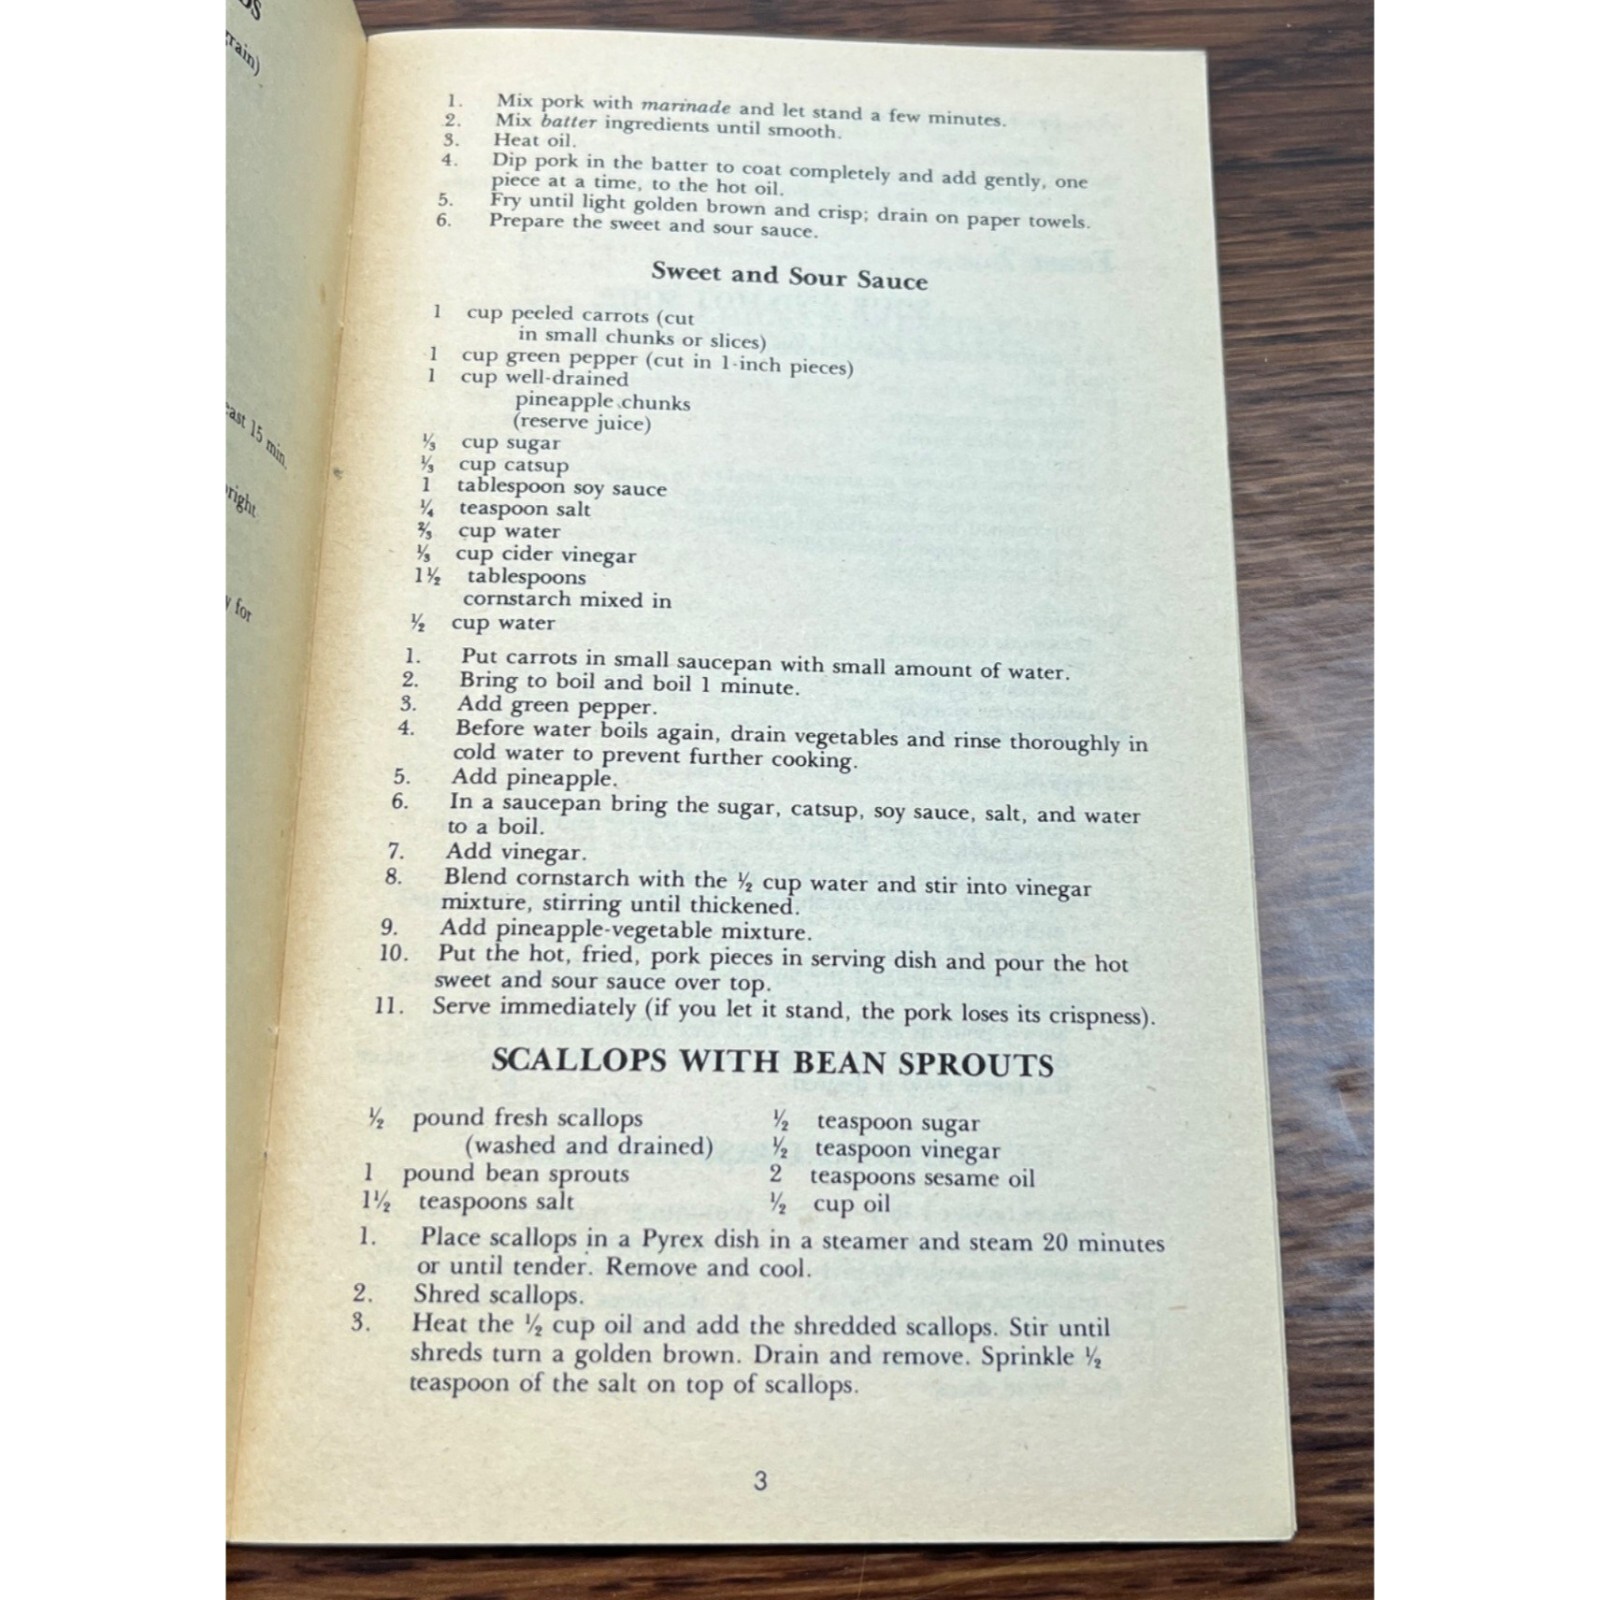 DS
grain)
east 15 min.
right
y for
1. Mix pork with marinade and let stand a few minutes.
2. Mix batter ingredients until smooth.
3. Heat oil.
4. Dip pork in the batter to coat completely and add gently, one
piece at a time, to the hot oil.
5. Fry until light golden brown and crisp; drain on paper towels.
6. Prepare the sweet and sour sauce.
Sweet and Sour Sauce
1 cup peeled carrots (cut
in small chunks or slices)
1 cup green pepper (cut in 1-inch pieces)
1 cup well-drained
pineapple chunks
(reserve juice)
⅓ cup sugar
⅓ cup catsup
1 tablespoon soy sauce
¼ teaspoon salt
⅔ cup water
⅓ cup cider vinegar
1½ tablespoons
cornstarch mixed in
½ cup water
1. Put carrots in small saucepan with small amount of water.
2. Bring to boil and boil 1 minute.
3. Add green pepper.
4. Before water boils again, drain vegetables and rinse thoroughly in
cold water to prevent further cooking.
5. Add pineapple.
6. In a saucepan bring the sugar, catsup, soy sauce, salt, and water
to a boil.
7. Add vinegar.
8. Blend cornstarch with the ½ cup water and stir into vinegar
mixture, stirring until thickened.
9. Add pineapple-vegetable mixture.
10. Put the hot, fried, pork pieces in serving dish and pour the hot
sweet and sour sauce over top.
11. Serve immediately (if you let it stand, the pork loses its crispness).
SCALLOPS WITH BEAN SPROUTS
½ pound fresh scallops
(washed and drained)
1 pound bean sprouts
1½ teaspoons salt
½ teaspoon sugar
½ teaspoon vinegar
2 teaspoons sesame oil
½ cup oil
1. Place scallops in a Pyrex dish in a steamer and steam 20 minutes
or until tender. Remove and cool.
2. Shred scallops.
3. Heat the ½ cup oil and add the shredded scallops. Stir until
shreds turn a golden brown. Drain and remove. Sprinkle ½
teaspoon of the salt on top of scallops.
3